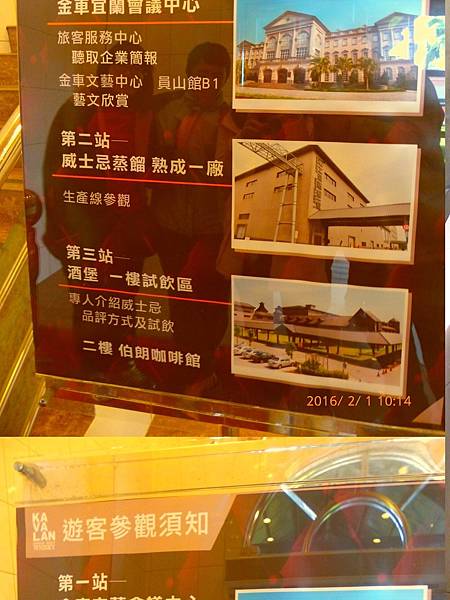 金車宜蘭會議中心
旅客服務中心
聽取企業簡報
金車文藝中心 員山館B1
藝文欣賞
第二站─
威士忌蒸餾 熟成一廠
生產線參觀
第三站─
酒堡 一樓試飲區
專人介紹威士忌
品評方式及試飲
二樓 伯朗咖啡館
2016/ 2/ 1 10:14
KA
VA
LAN
WHISKY
遊客參觀須知
第一站─